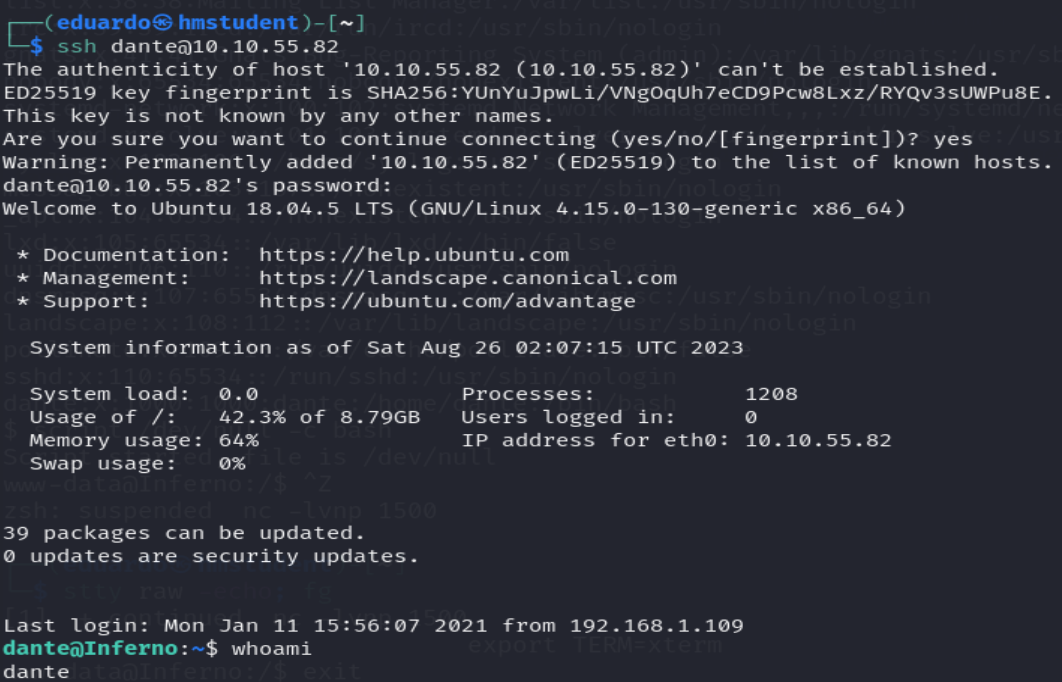 ┌──(eduardo㉿hmstudent)-[~]
└─$ ssh dante@10.10.55.82
The authenticity of host '10.10.55.82 (10.10.55.82)' can't be established.
ED25519 key fingerprint is SHA256:YUnYuJpwLi/VNgOqUh7eCD9Pcw8Lxz/RYQv3sUWPu8E.
This key is not known by any other names.
Are you sure you want to continue connecting (yes/no/[fingerprint])? yes
Warning: Permanently added '10.10.55.82' (ED25519) to the list of known hosts.
dante@10.10.55.82's password:
Welcome to Ubuntu 18.04.5 LTS (GNU/Linux 4.15.0-130-generic x86_64)
* Documentation: https://help.ubuntu.com
* Management: https://landscape.canonical.com
* Support: https://ubuntu.com/advantage
System information as of Sat Aug 26 02:07:15 UTC 2023
System load: 0.0 Processes: 1208
Usage of /: 42.3% of 8.79GB Users logged in: 0
Memory usage: 64% IP address for eth0: 10.10.55.82
Swap usage: 0%
39 packages can be updated.
0 updates are security updates.
Last login: Mon Jan 11 15:56:07 2021 from 192.168.1.109
dante@Inferno:~$ whoami
dante